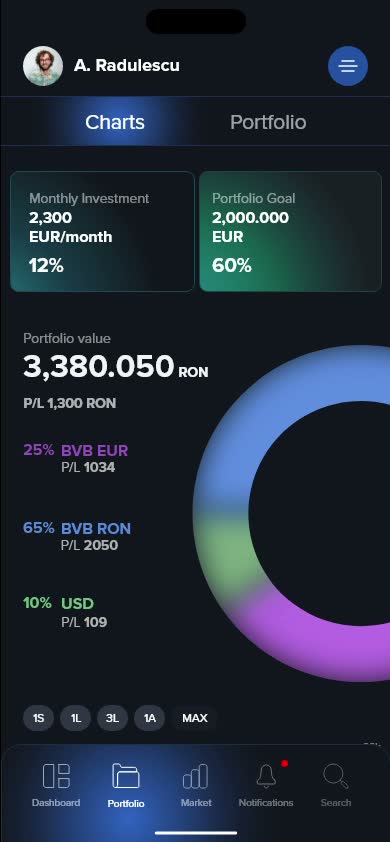 A. Radulescu
Charts
Portfolio
Monthly Investment
2,300
EUR/month
12%
Portfolio Goal
2,000.000
EUR
60%
Portfolio value
3,380.050 RON
P/L 1,300 RON
25% BVB EUR
P/L 1034
65% BVB RON
P/L 2050
10% USD
P/L 109
1S 1L 3L 1A MAX
Dashboard Portfolio Market Notifications Search